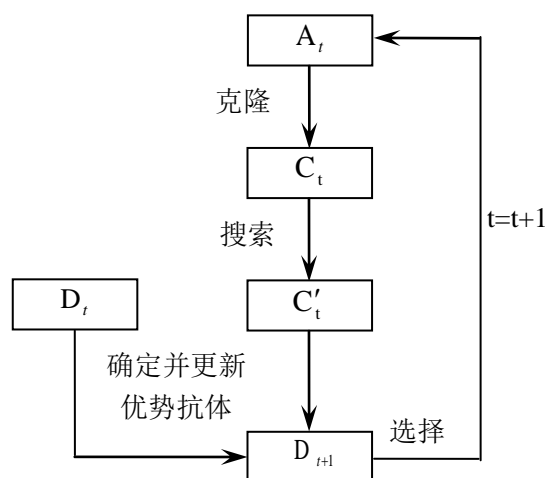 A_t
克隆
C_t
搜索
t=t+1
D_t
C'_t
确定并更新
优势抗体
D_{t+1}
选择